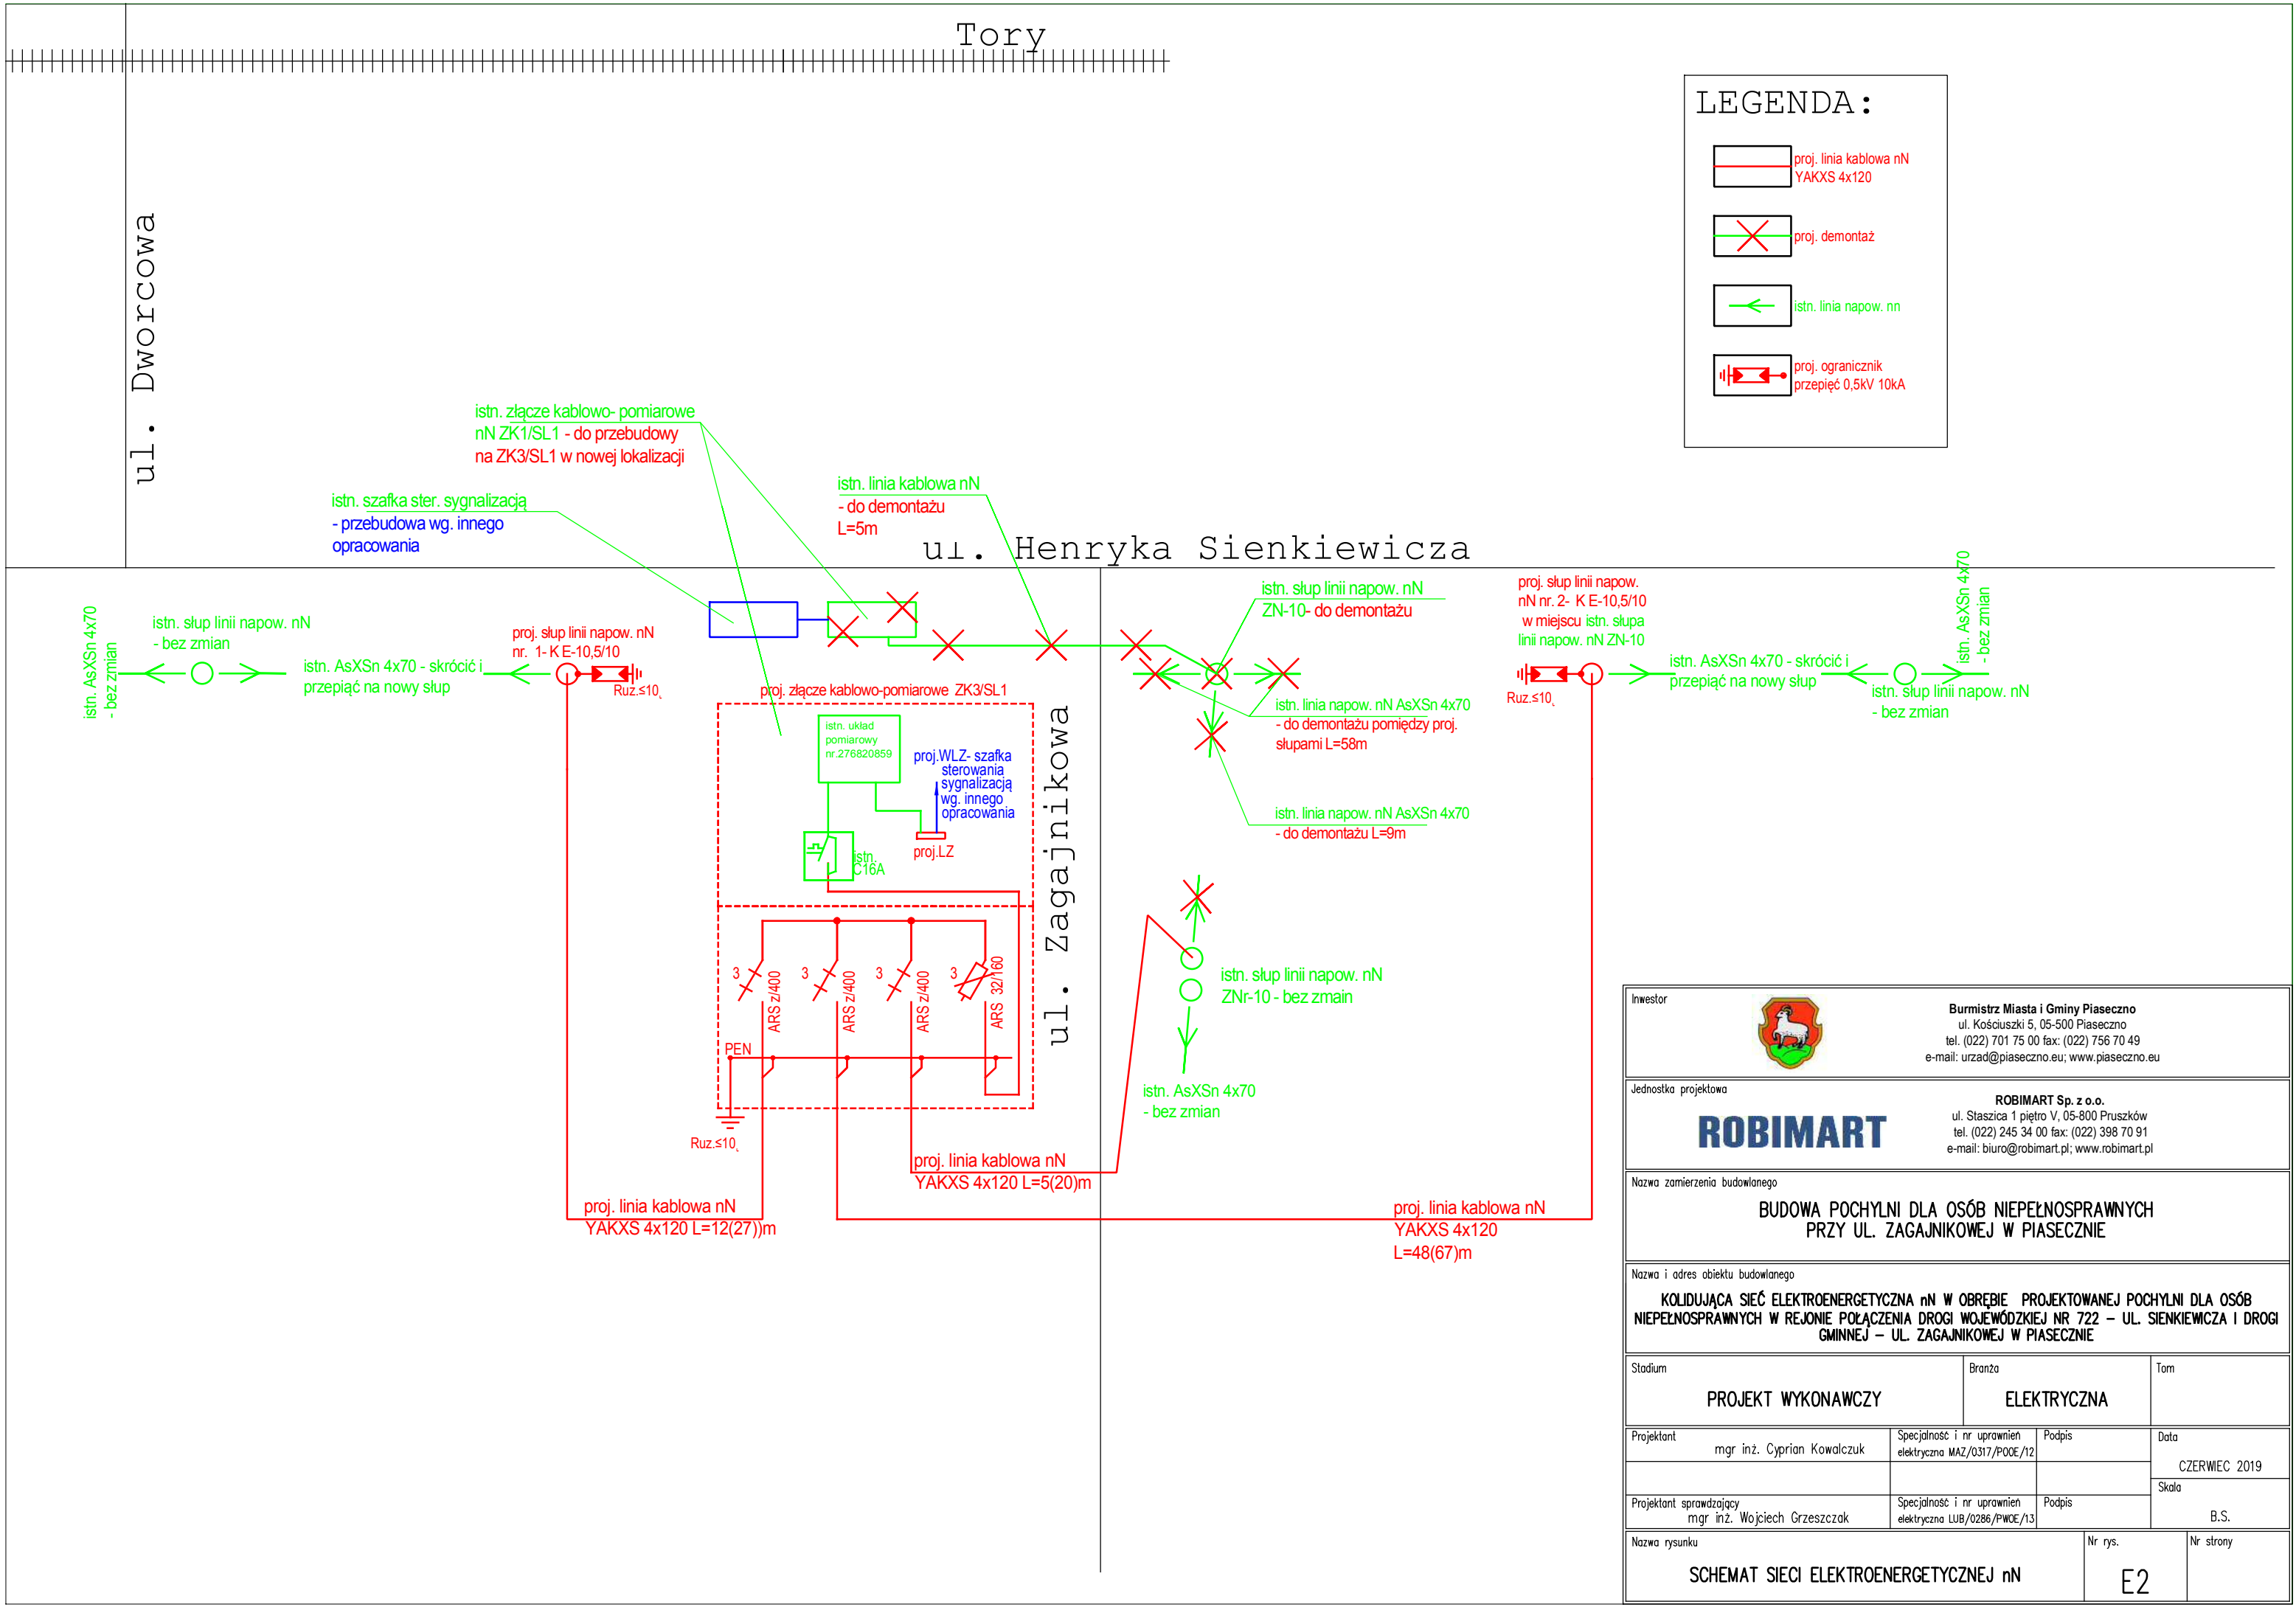 Tory
ul. Dworcowa
LEGENDA:
proj. linia kablowa nN
YAKXS 4x120
proj. demontaż
istn. linia napow. nn
proj. ogranicznik
przepięć 0,5kV 10kA
istn. złącze kablowo- pomiarowe
nN ZK1/SL1 - do przebudowy
na ZK3/SL1 w nowej lokalizacji
istn. szafka ster. sygnalizacją
- przebudowa wg. innego
opracowania
istn. linia kablowa nN
- do demontażu
L=5m
ul. Henryka Sienkiewicza
istn. AsXSn 4x70
- bez zmian
istn. słup linii napow. nN
- bez zmian
istn. AsXSn 4x70 - skrócić i
przepiąć na nowy słup
proj. słup linii napow. nN
nr. 1- K E-10,5/10
Ruz.≤10
istn. słup linii napow. nN
ZN-10- do demontażu
istn. linia napow. nN AsXSn 4x70
- do demontażu pomiędzy proj.
słupami L=58m
istn. linia napow. nN AsXSn 4x70
- do demontażu L=9m
proj. słup linii napow.
nN nr. 2- K E-10,5/10
w miejscu istn. słupa
linii napow. nN ZN-10
Ruz.≤10
istn. AsXSn 4x70 - skrócić i
przepiąć na nowy słup
istn. AsXSn 4x70
- bez zmian
istn. słup linii napow. nN
- bez zmian
proj. złącze kablowo-pomiarowe ZK3/SL1
istn. układ
pomiarowy
nr.276820859
proj.WLZ- szafka
sterowania
sygnalizacją
wg. innego
opracowania
istn.
C16A
proj.LZ
ul. Zagajnikowa
3
ARS z/400
3
ARS z/400
3
ARS z/400
3
ARS 32/160
PEN
Ruz.≤10
istn. słup linii napow. nN
ZNr-10 - bez zmain
istn. AsXSn 4x70
- bez zmian
proj. linia kablowa nN
YAKXS 4x120 L=5(20)m
proj. linia kablowa nN
YAKXS 4x120 L=12(27))m
proj. linia kablowa nN
YAKXS 4x120
L=48(67)m
Inwestor
Burmistrz Miasta i Gminy Piaseczno
ul. Kościuszki 5, 05-500 Piaseczno
tel. (022) 701 75 00 fax: (022) 756 70 49
e-mail: urzad@piaseczno.eu; www.piaseczno.eu
Jednostka projektowa
ROBIMART
ROBIMART Sp. z o.o.
ul. Staszica 1 piętro V, 05-800 Pruszków
tel. (022) 245 34 00 fax: (022) 398 70 91
e-mail: biuro@robimart.pl; www.robimart.pl
Nazwa zamierzenia budowlanego
BUDOWA POCHYLNI DLA OSÓB NIEPEŁNOSPRAWNYCH
PRZY UL. ZAGAJNIKOWEJ W PIASECZNIE
Nazwa i adres obiektu budowlanego
KOLIDUJĄCA SIEĆ ELEKTROENERGETYCZNA nN W OBRĘBIE PROJEKTOWANEJ POCHYLNI DLA OSÓB
NIEPEŁNOSPRAWNYCH W REJONIE POŁĄCZENIA DROGI WOJEWÓDZKIEJ NR 722 – UL. SIENKIEWICZA I DROGI
GMINNEJ – UL. ZAGAJNIKOWEJ W PIASECZNIE
Stadium
PROJEKT WYKONAWCZY
Branża
ELEKTRYCZNA
Tom
Projektant
mgr inż. Cyprian Kowalczuk
Specjalność i nr uprawnień
elektryczna MAZ/0317/POOE/12
Podpis
Data
CZERWIEC 2019
Skala
B.S.
Projektant sprawdzający
mgr inż. Wojciech Grzeszczak
Specjalność i nr uprawnień
elektryczna LUB/0286/PWOE/13
Podpis
Nazwa rysunku
SCHEMAT SIECI ELEKTROENERGETYCZNEJ nN
Nr rys.
E2
Nr strony